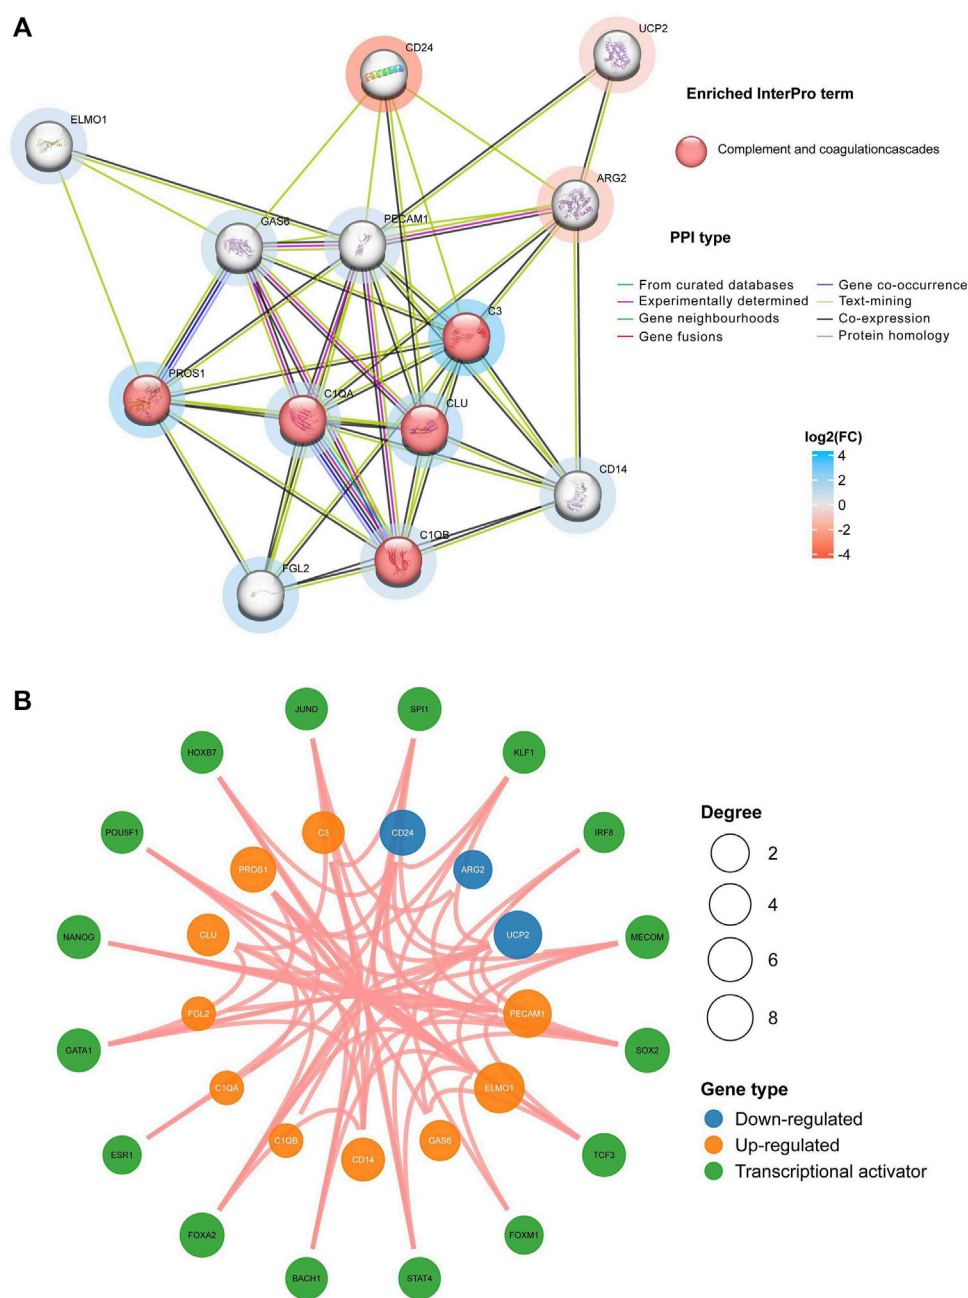 A
CD24
UCP2
Enriched InterPro term
ELMO1
Complement and coagulationcascades
ARG2
GAS6
PECAM1
PPI type
From curated databases
Gene co-occurrence
Experimentally determined
Text-mining
Gene neighbourhoods
Co-expression
Gene fusions
Protein homology
C3
PROS1
C1QA
CLU
log2(FC)
4
2
0
-2
-4
CD14
C1QB
FGL2
B
JUND
SPI1
HOXB7
KLF1
POU5F1
C3
CD24
IRF8
Degree
2
4
6
8
PROS1
ARG2
NANOG
CLU
UCP2
MECOM
FGL2
PECAM1
GATA1
SOX2
C1QA
ELMO1
Gene type
Down-regulated
Up-regulated
Transcriptional activator
C1QB
GAS6
CD14
ESR1
TCF3
FOXA2
FOXM1
BACH1
STAT4